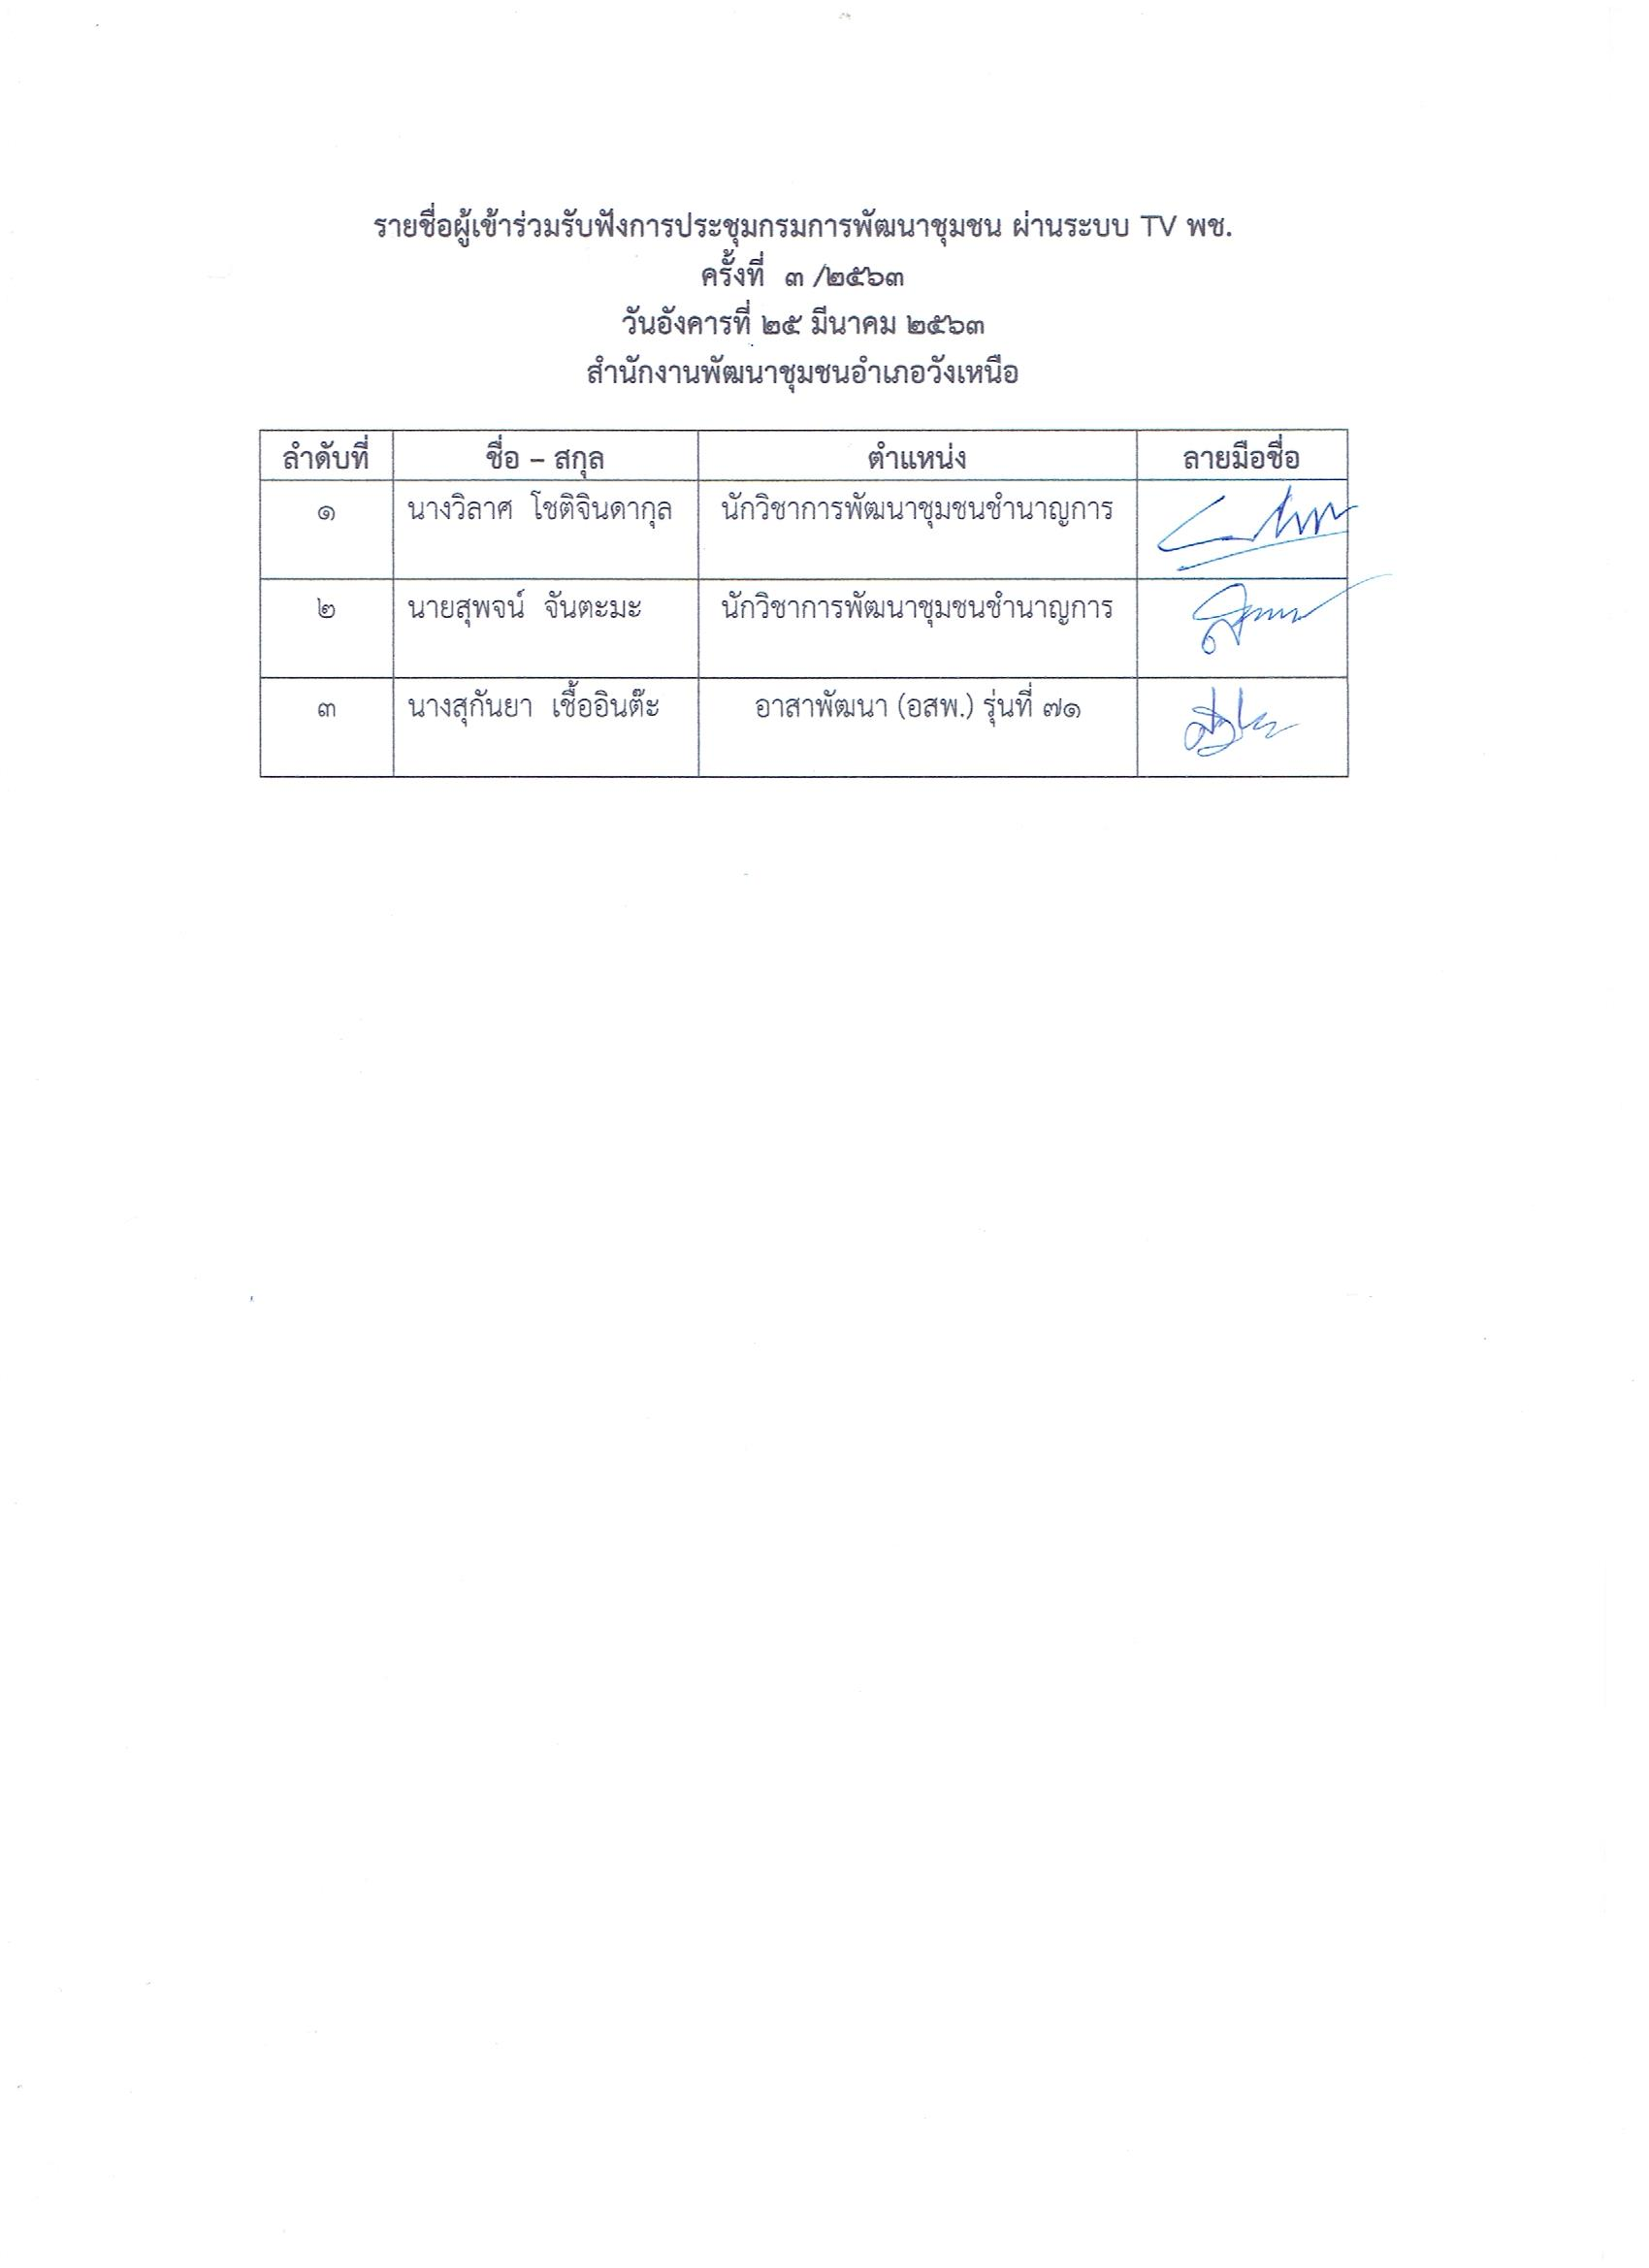 รายชื่อผู้เข้าร่วมรับฟังการประชุมกรมการพัฒนาชุมชน ผ่านระบบ TV พช.
ครั้งที่ ๓ /๒๕๖๓
วันอังคารที่ ๒๕ มีนาคม ๒๕๖๓
สำนักงานพัฒนาชุมชนอำเภอวังเหนือ
ลำดับที่ ชื่อ – สกุล ตำแหน่ง ลายมือชื่อ
๑ นางวิลาศ โชติจินดากุล นักวิชาการพัฒนาชุมชนชำนาญการ
๒ นายสุพจน์ จันตะมะ นักวิชาการพัฒนาชุมชนชำนาญการ
๓ นางสุกันยา เชื้ออินต๊ะ อาสาพัฒนา (อสพ.) รุ่นที่ ๗๑